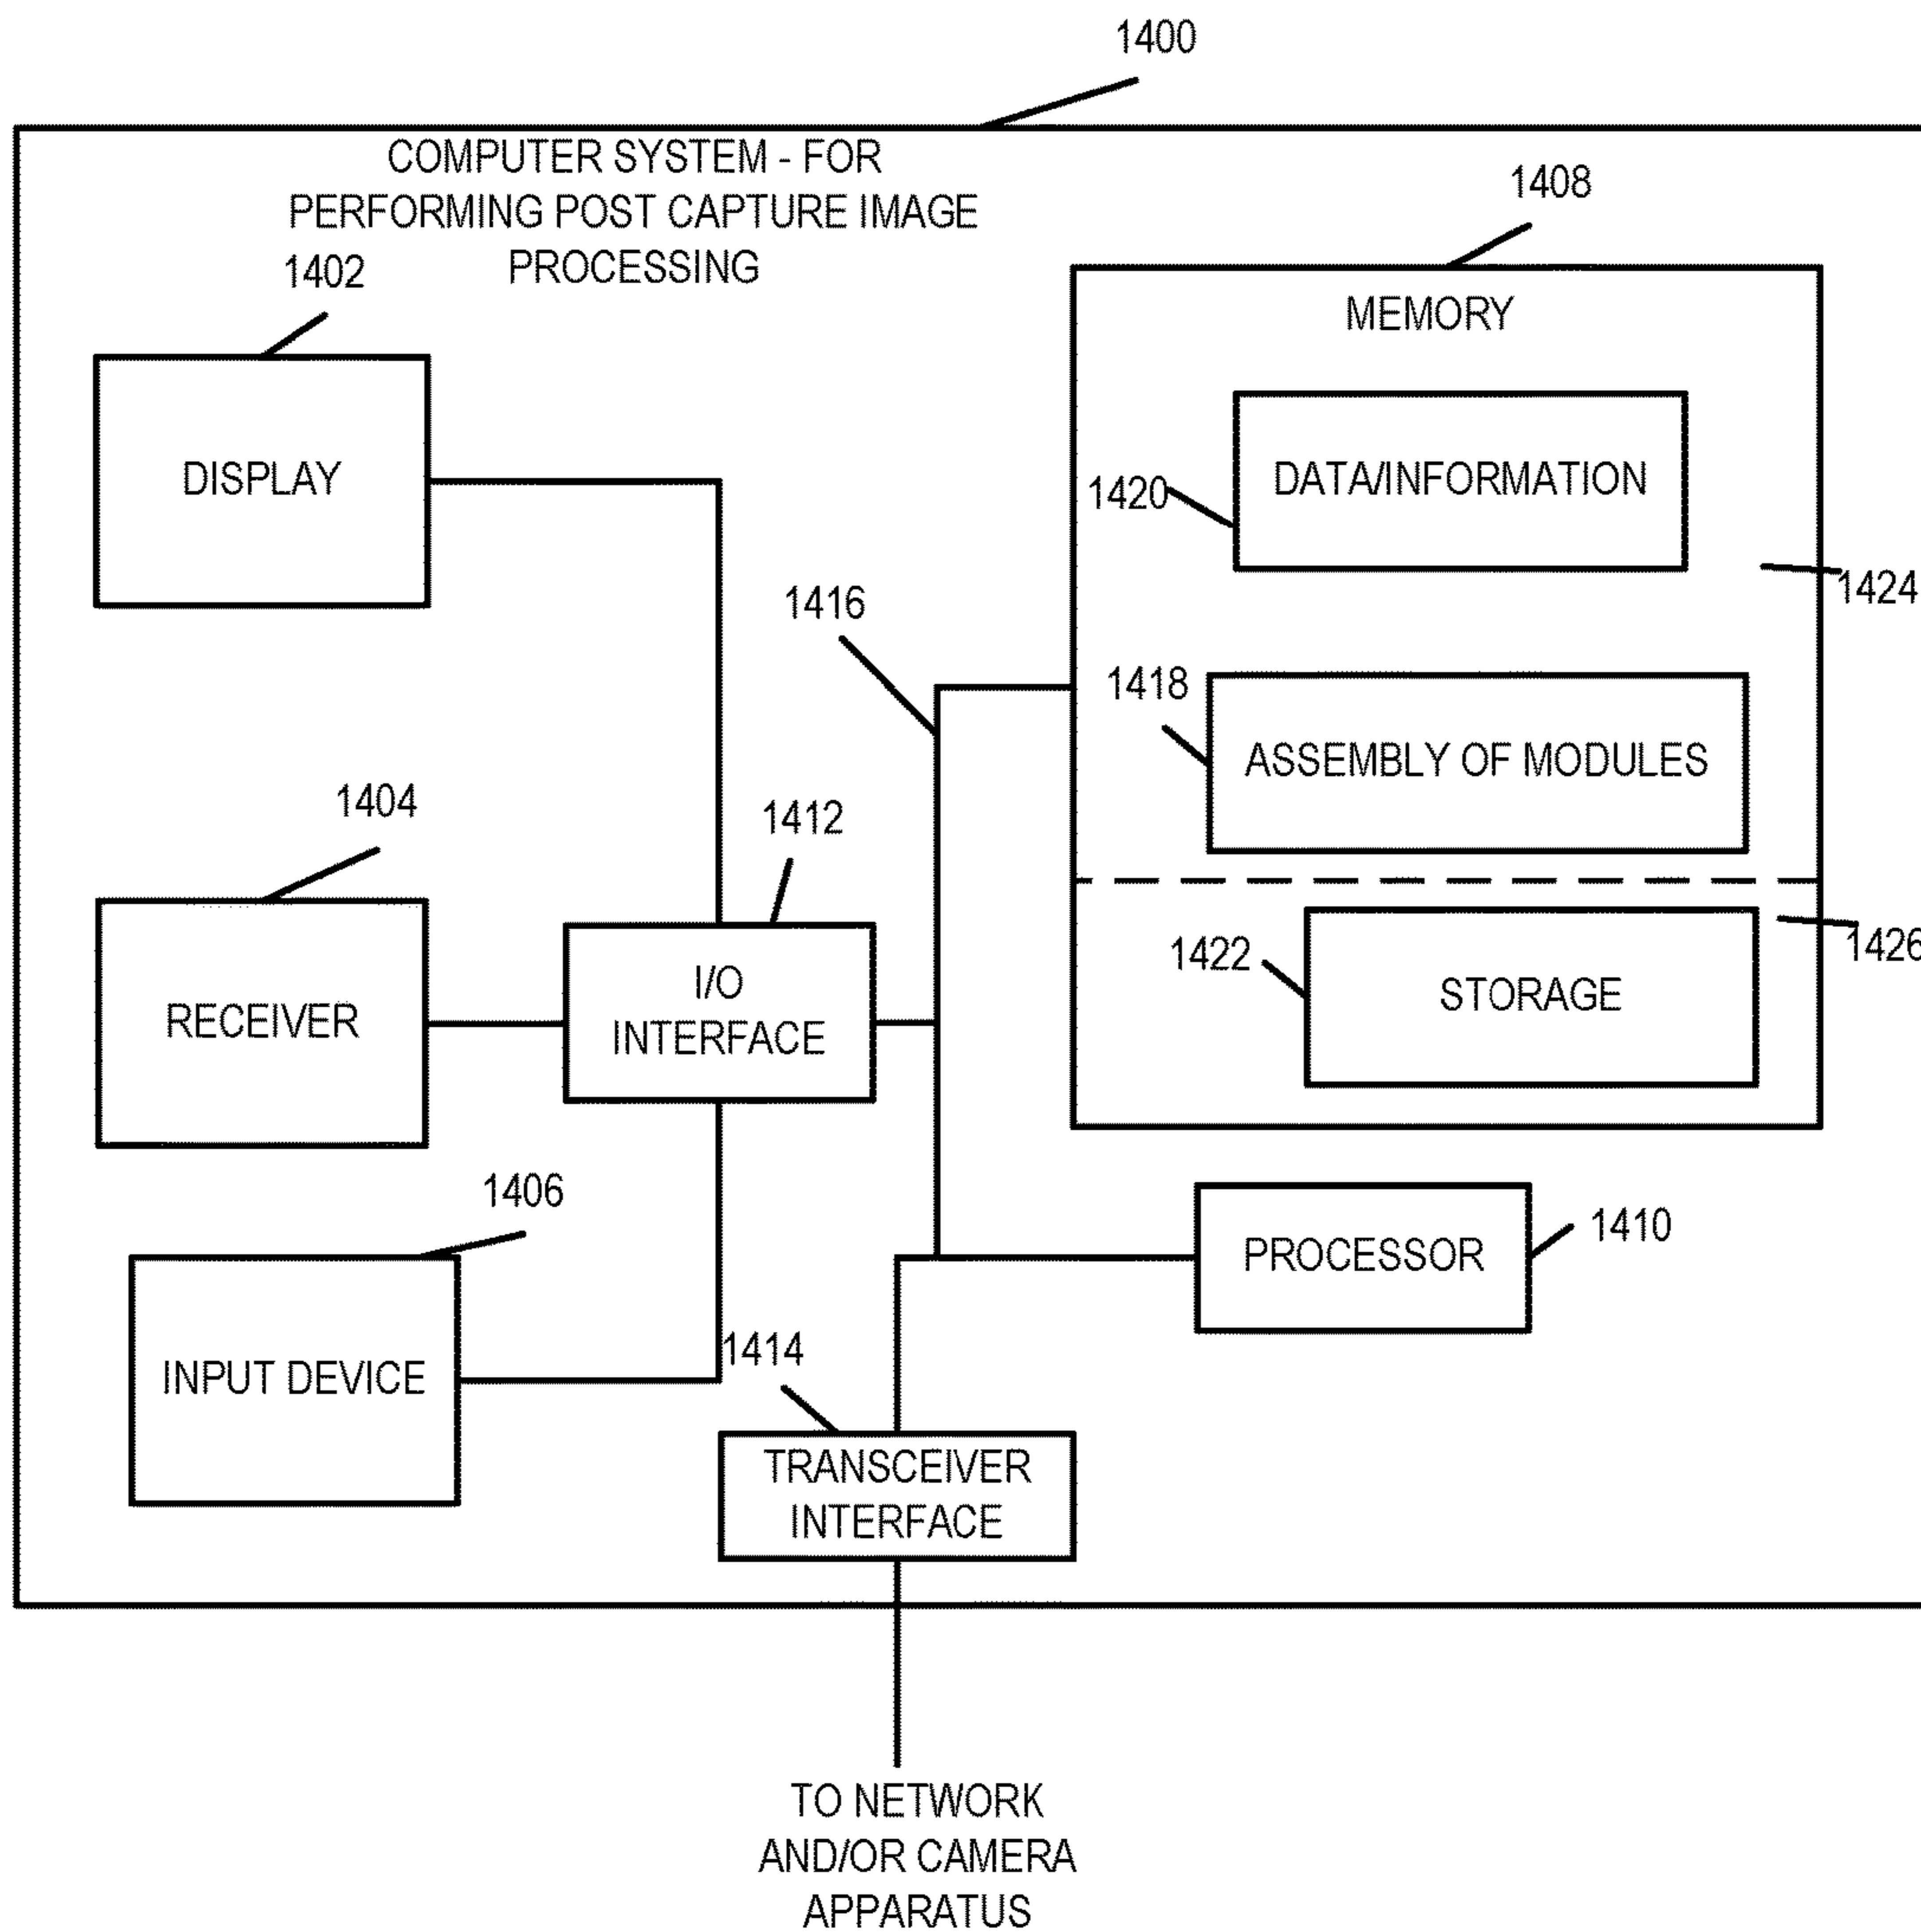 1400
COMPUTER SYSTEM - FOR
PERFORMING POST CAPTURE IMAGE
PROCESSING
1402
DISPLAY
1404
RECEIVER
1406
INPUT DEVICE
1412
I/O
INTERFACE
1416
1414
TRANSCEIVER
INTERFACE
1408
MEMORY
1420
DATA/INFORMATION
1424
1418
ASSEMBLY OF MODULES
1426
1422
STORAGE
PROCESSOR
1410
TO NETWORK
AND/OR CAMERA
APPARATUS